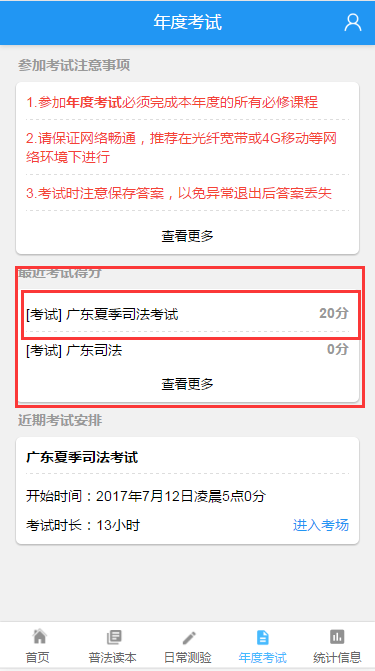 年度考试
参加考试注意事项
1.参加年度考试必须完成本年度的所有必修课程
2.请保证网络畅通，推荐在光纤宽带或4G移动等网
络环境下进行
3.考试时注意保存答案，以免异常退出后答案丢失
查看更多
最近考试得分
[考试] 广东夏季司法考试 20分
[考试] 广东司法 0分
查看更多
近期考试安排
广东夏季司法考试
开始时间：2017年7月12日凌晨5点0分
考试时长：13小时 进入考场
首页 普法读本 日常测验 年度考试 统计信息